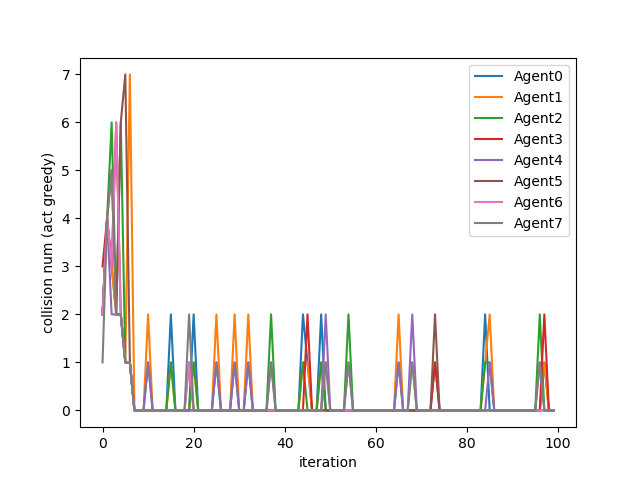 7
6
5
4
3
2
1
0
collision num (act greedy)
Agent0
Agent1
Agent2
Agent3
Agent4
Agent5
Agent6
Agent7
0 20 40 60 80 100
iteration